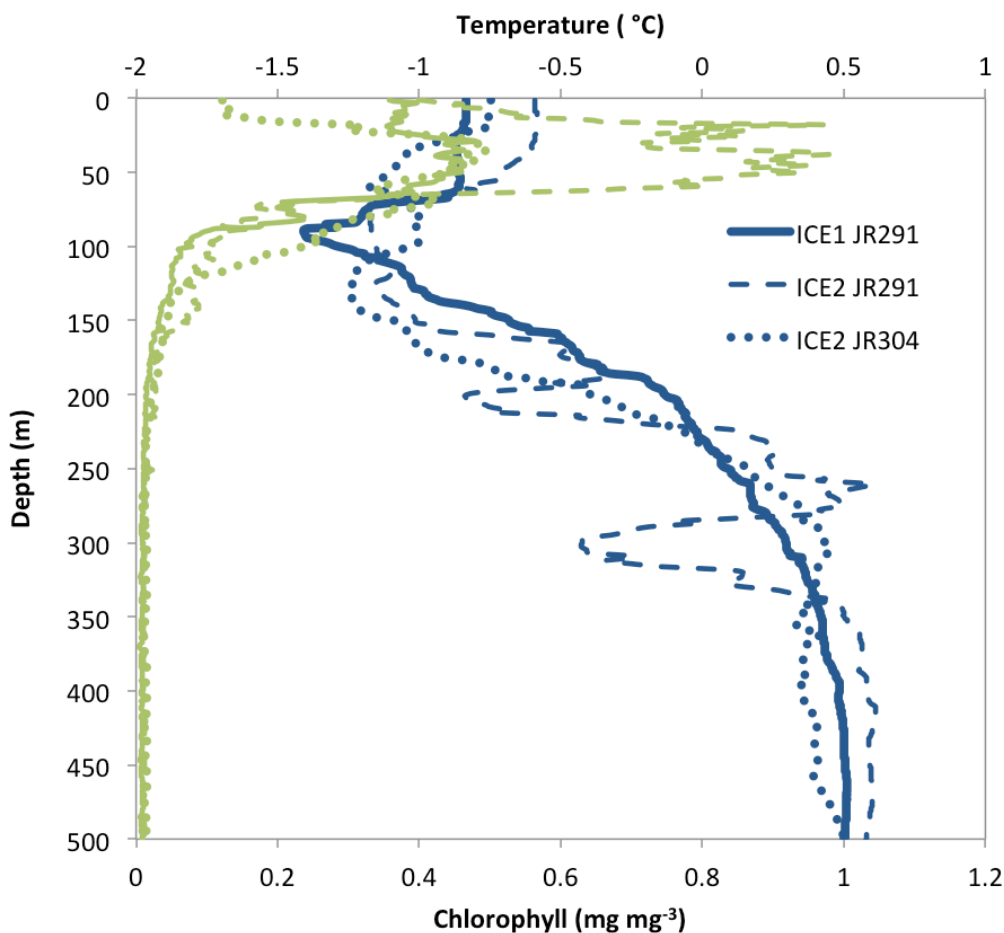 Temperature ( °C)
-2 -1.5 -1 -0.5 0 0.5 1
0
50
100
150
200
250
300
350
400
450
500
Depth (m)
ICE1 JR291
ICE2 JR291
ICE2 JR304
0 0.2 0.4 0.6 0.8 1 1.2
Chlorophyll (mg mg⁻³)